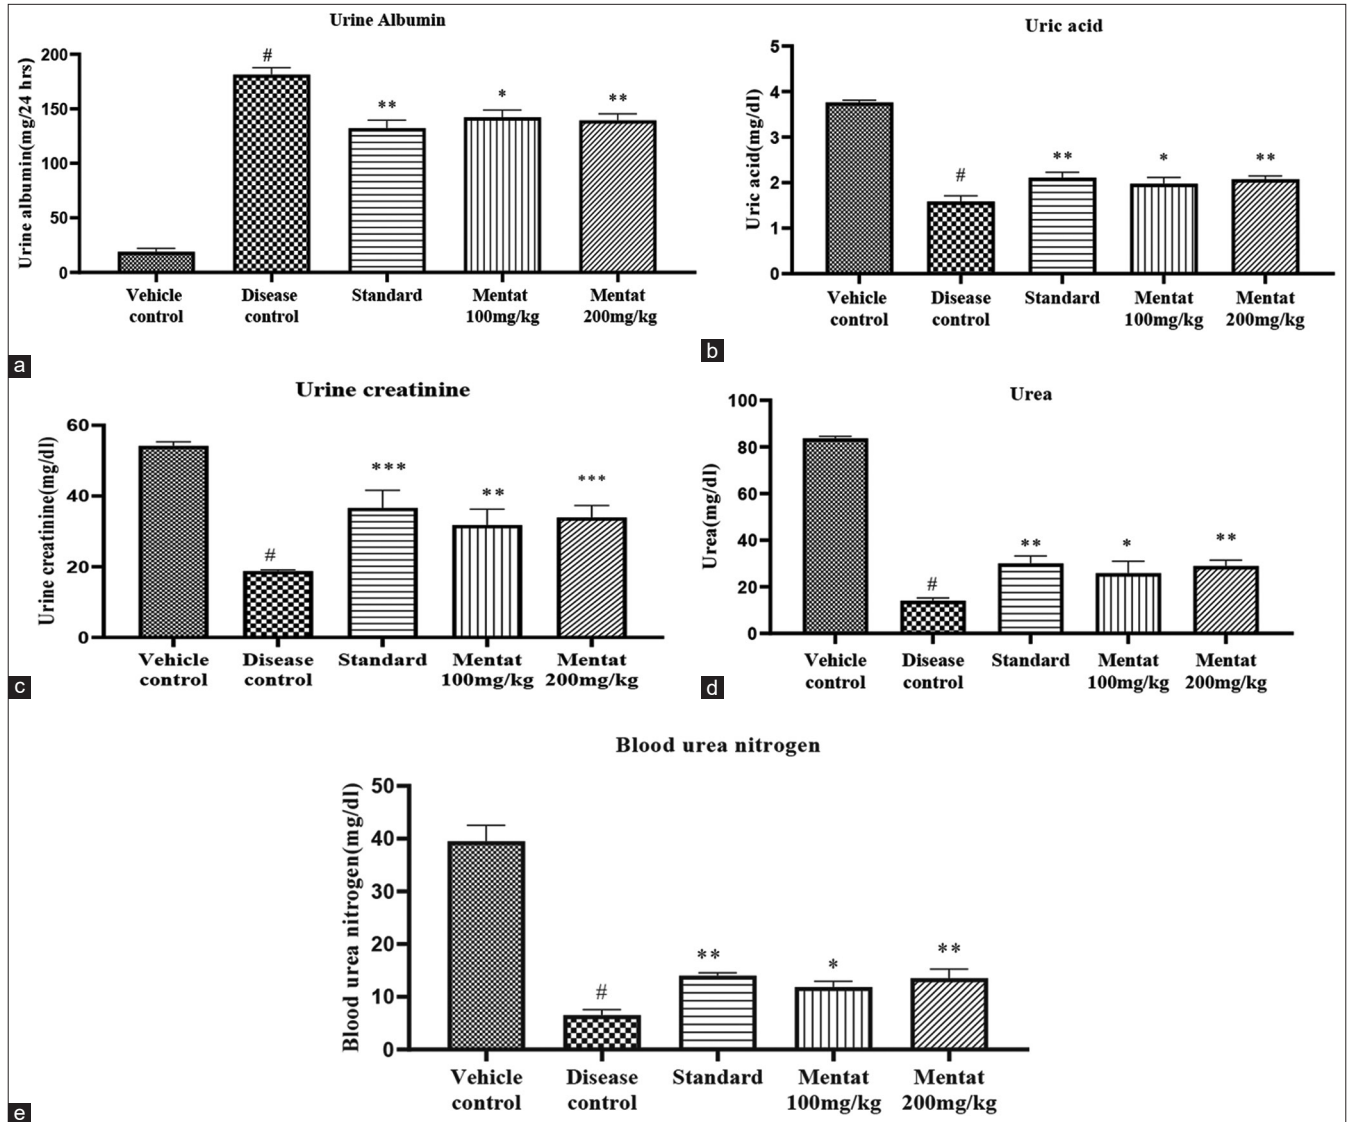 Urine Albumin
Urine albumin(mg/24 hrs)
200
150
100
50
0
#
**
*
**
Vehicle control
Disease control
Standard
Mentat 100mg/kg
Mentat 200mg/kg
a
Uric acid
Uric acid(mg/dl)
5
4
3
2
1
0
#
**
*
**
Vehicle control
Disease control
Standard
Mentat 100mg/kg
Mentat 200mg/kg
b
Urine creatinine
Urine creatinine(mg/dl)
60
40
20
0
#
***
**
***
Vehicle control
Disease control
Standard
Mentat 100mg/kg
Mentat 200mg/kg
c
Urea
Urea(mg/dl)
100
80
60
40
20
0
#
**
*
**
Vehicle control
Disease control
Standard
Mentat 100mg/kg
Mentat 200mg/kg
d
Blood urea nitrogen
Blood urea nitrogen(mg/dl)
50
40
30
20
10
0
#
**
*
**
Vehicle control
Disease control
Standard
Mentat 100mg/kg
Mentat 200mg/kg
e